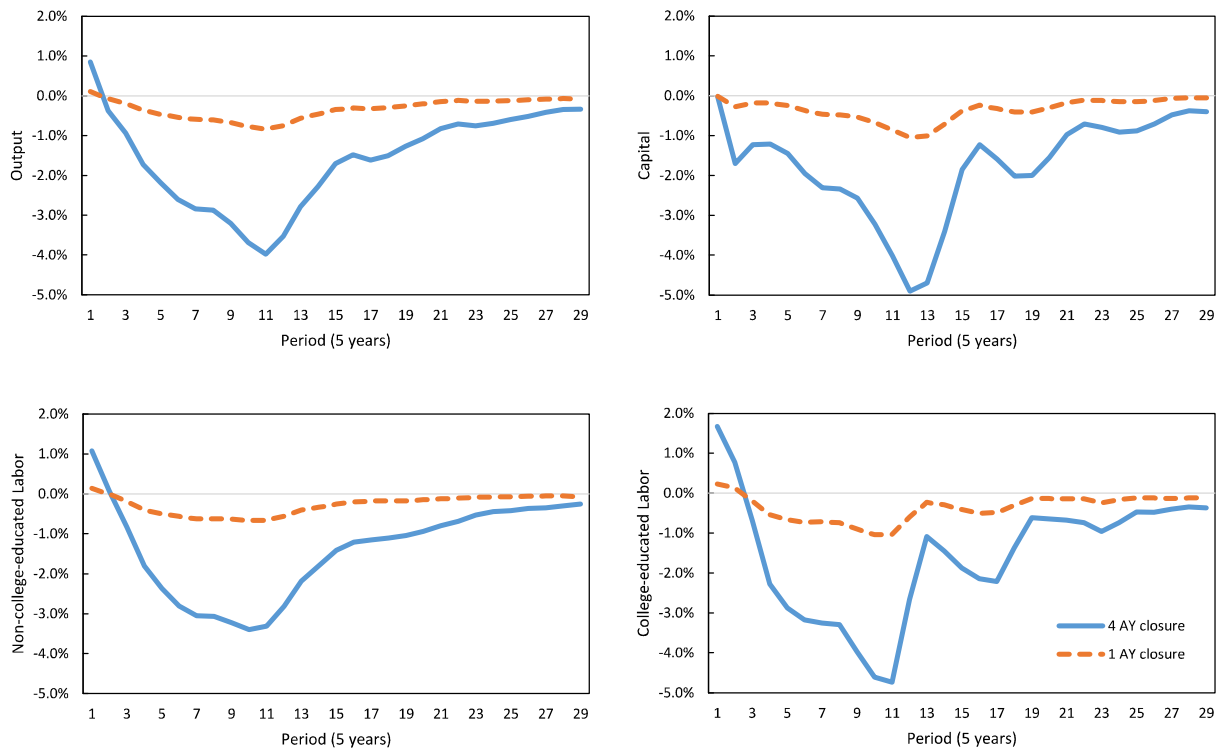 2.0%
1.0%
0.0%
-1.0%
-2.0%
-3.0%
-4.0%
-5.0%
Output
1 3 5 7 9 11 13 15 17 19 21 23 25 27 29
Period (5 years)
2.0%
1.0%
0.0%
-1.0%
-2.0%
-3.0%
-4.0%
-5.0%
Capital
1 3 5 7 9 11 13 15 17 19 21 23 25 27 29
Period (5 years)
2.0%
1.0%
0.0%
-1.0%
-2.0%
-3.0%
-4.0%
-5.0%
Non-college-educated Labor
1 3 5 7 9 11 13 15 17 19 21 23 25 27 29
Period (5 years)
2.0%
1.0%
0.0%
-1.0%
-2.0%
-3.0%
-4.0%
-5.0%
College-educated Labor
4 AY closure
1 AY closure
1 3 5 7 9 11 13 15 17 19 21 23 25 27 29
Period (5 years)